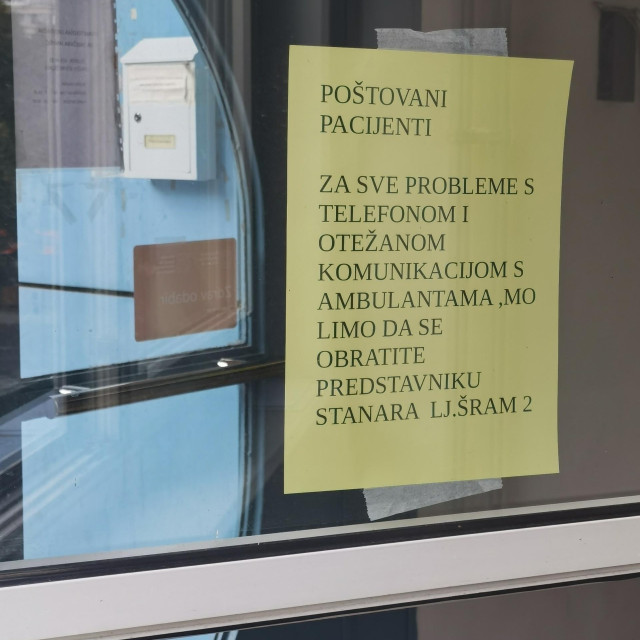 POŠTOVANI
PACIJENTI
ZA SVE PROBLEME S
TELEFONOM I
OTEŽANOM
KOMUNIKACIJOM S
AMBULANTAMA ,MO
LIMO DA SE
OBRATITE
PREDSTAVNIKU
STANARA LJ.ŠRAM 2